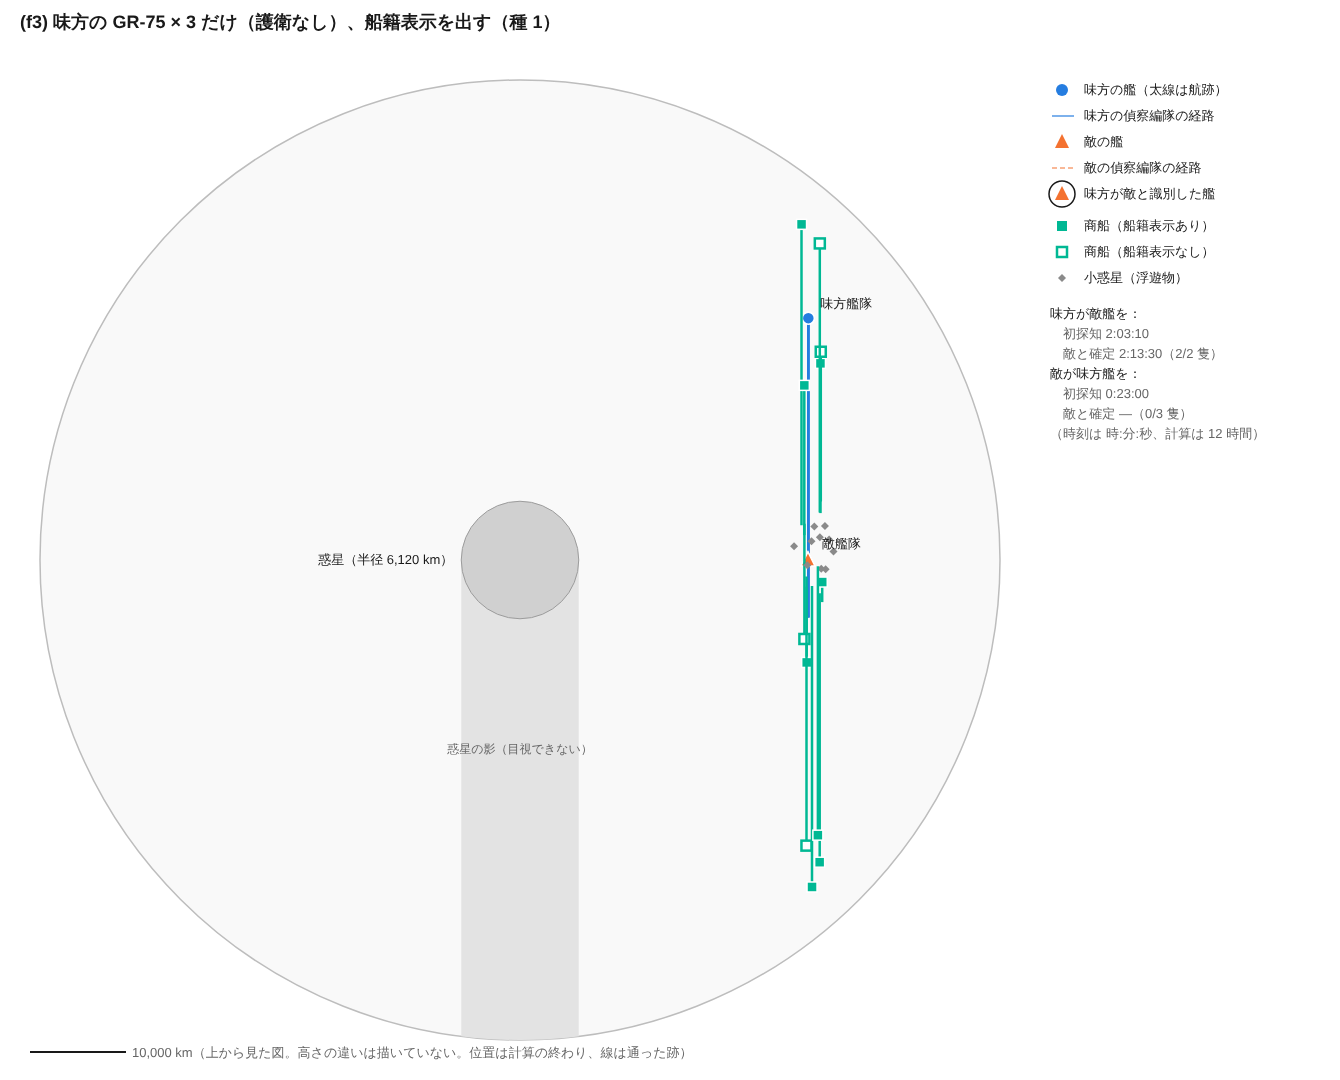 (f3) 味方の GR-75 × 3 だけ（護衛なし）、船籍表示を出す（種 1）
味方の艦（太線は航跡）
味方の偵察編隊の経路
敵の艦
敵の偵察編隊の経路
味方が敵と識別した艦
商船（船籍表示あり）
商船（船籍表示なし）
小惑星（浮遊物）
味方が敵艦を：
初探知 2:03:10
敵と確定 2:13:30（2/2 隻）
敵が味方艦を：
初探知 0:23:00
敵と確定 —（0/3 隻）
（時刻は 時:分:秒、計算は 12 時間）
味方艦隊
敵艦隊
惑星（半径 6,120 km）
惑星の影（目視できない）
10,000 km（上から見た図。高さの違いは描いていない。位置は計算の終わり、線は通った跡）